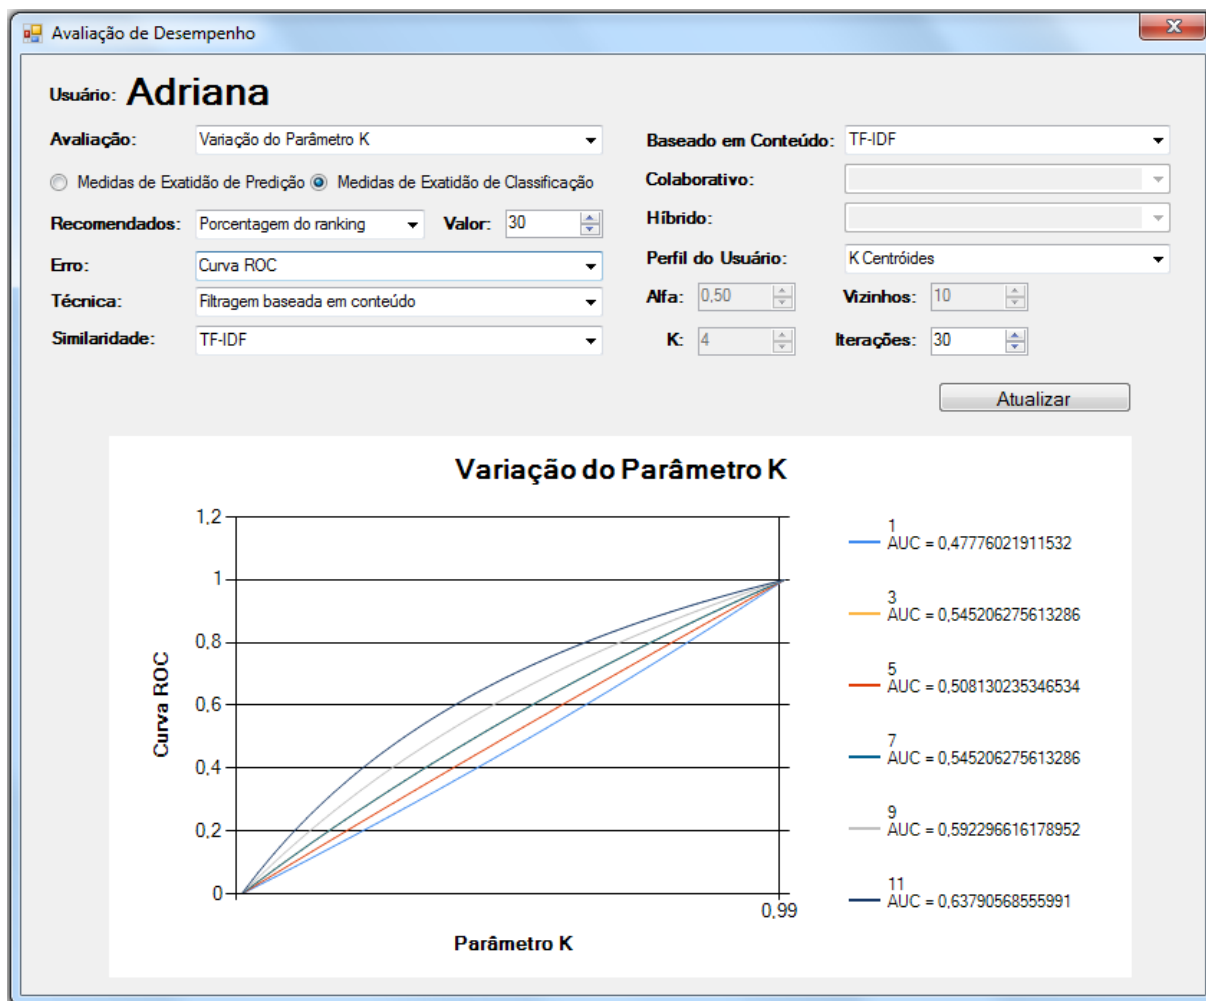 Avaliação de Desempenho
Usuário: Adriana
Avaliação: Variação do Parâmetro K
Baseado em Conteúdo: TF-IDF
Medidas de Exatidão de Predição Medidas de Exatidão de Classificação
Colaborativo:
Recomendados: Porcentagem do ranking Valor: 30
Híbrido:
Erro: Curva ROC
Perfil do Usuário: K Centróides
Técnica: Filtragem baseada em conteúdo
Alfa: 0,50 Vizinhos: 10
Similaridade: TF-IDF
K: 4 Iterações: 30
Atualizar
Variação do Parâmetro K
1,2
1
0,8
0,6
0,4
0,2
0
Curva ROC
0,99
Parâmetro K
1
AUC = 0,47776021911532
3
AUC = 0,545206275613286
5
AUC = 0,508130235346534
7
AUC = 0,545206275613286
9
AUC = 0,592296616178952
11
AUC = 0,63790568555991